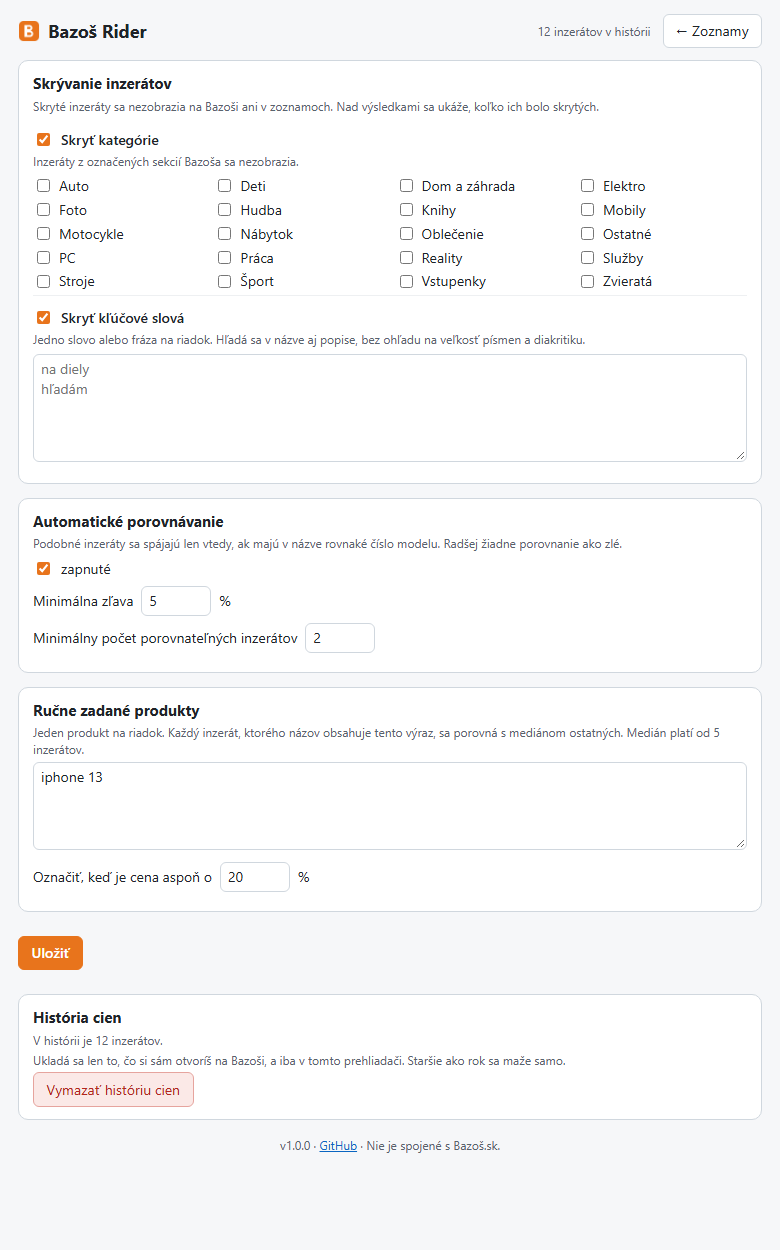 B Bazoš Rider
12 inzerátov v histórii
← Zoznamy
Skrývanie inzerátov
Skryté inzeráty sa nezobrazia na Bazoši ani v zoznamoch. Nad výsledkami sa ukáže, koľko ich bolo skrytých.
Skryť kategórie
Inzeráty z označených sekcií Bazoša sa nezobrazia.
Auto Deti Dom a záhrada Elektro
Foto Hudba Knihy Mobily
Motocykle Nábytok Oblečenie Ostatné
PC Práca Reality Služby
Stroje Šport Vstupenky Zvieratá
Skryť kľúčové slová
Jedno slovo alebo fráza na riadok. Hľadá sa v názve aj popise, bez ohľadu na veľkosť písmen a diakritiku.
na diely
hľadám
Automatické porovnávanie
Podobné inzeráty sa spájajú len vtedy, ak majú v názve rovnaké číslo modelu. Radšej žiadne porovnanie ako zlé.
zapnuté
Minimálna zľava 5 %
Minimálny počet porovnateľných inzerátov 2
Ručne zadané produkty
Jeden produkt na riadok. Každý inzerát, ktorého názov obsahuje tento výraz, sa porovná s mediánom ostatných. Medián platí od 5
inzerátov.
iphone 13
Označiť, keď je cena aspoň o 20 %
Uložiť
História cien
V histórii je 12 inzerátov.
Ukladá sa len to, čo si sám otvoríš na Bazoši, a iba v tomto prehliadači. Staršie ako rok sa maže samo.
Vymazať históriu cien
v1.0.0 · GitHub · Nie je spojené s Bazoš.sk.